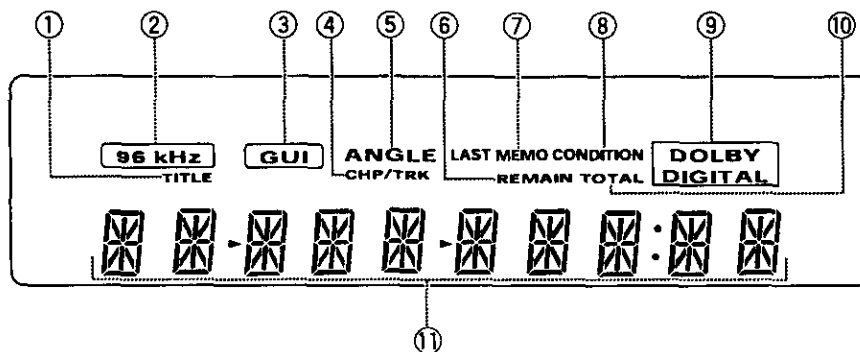 ① ② ③ ④ ⑤ ⑥ ⑦ ⑧ ⑨ ⑩
96 kHz GUI ANGLE LAST MEMO CONDITION DOLBY
TITLE CHP/TRK REMAIN TOTAL DIGITAL
⑪